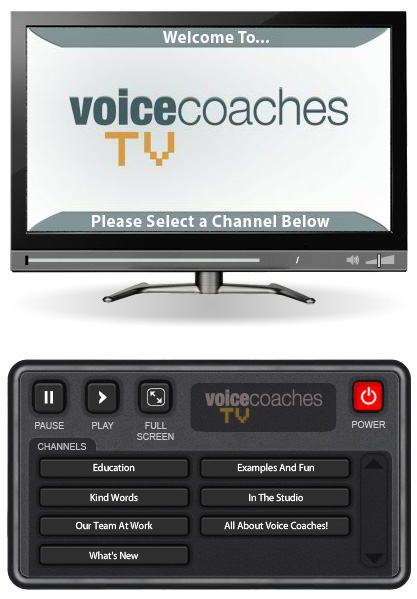 Welcome To...
voicecoaches
TV
Please Select a Channel Below
voicecoaches
TV
PAUSE
PLAY
FULL
SCREEN
POWER
CHANNELS
Education
Examples And Fun
Kind Words
In The Studio
Our Team At Work
All About Voice Coaches!
What's New